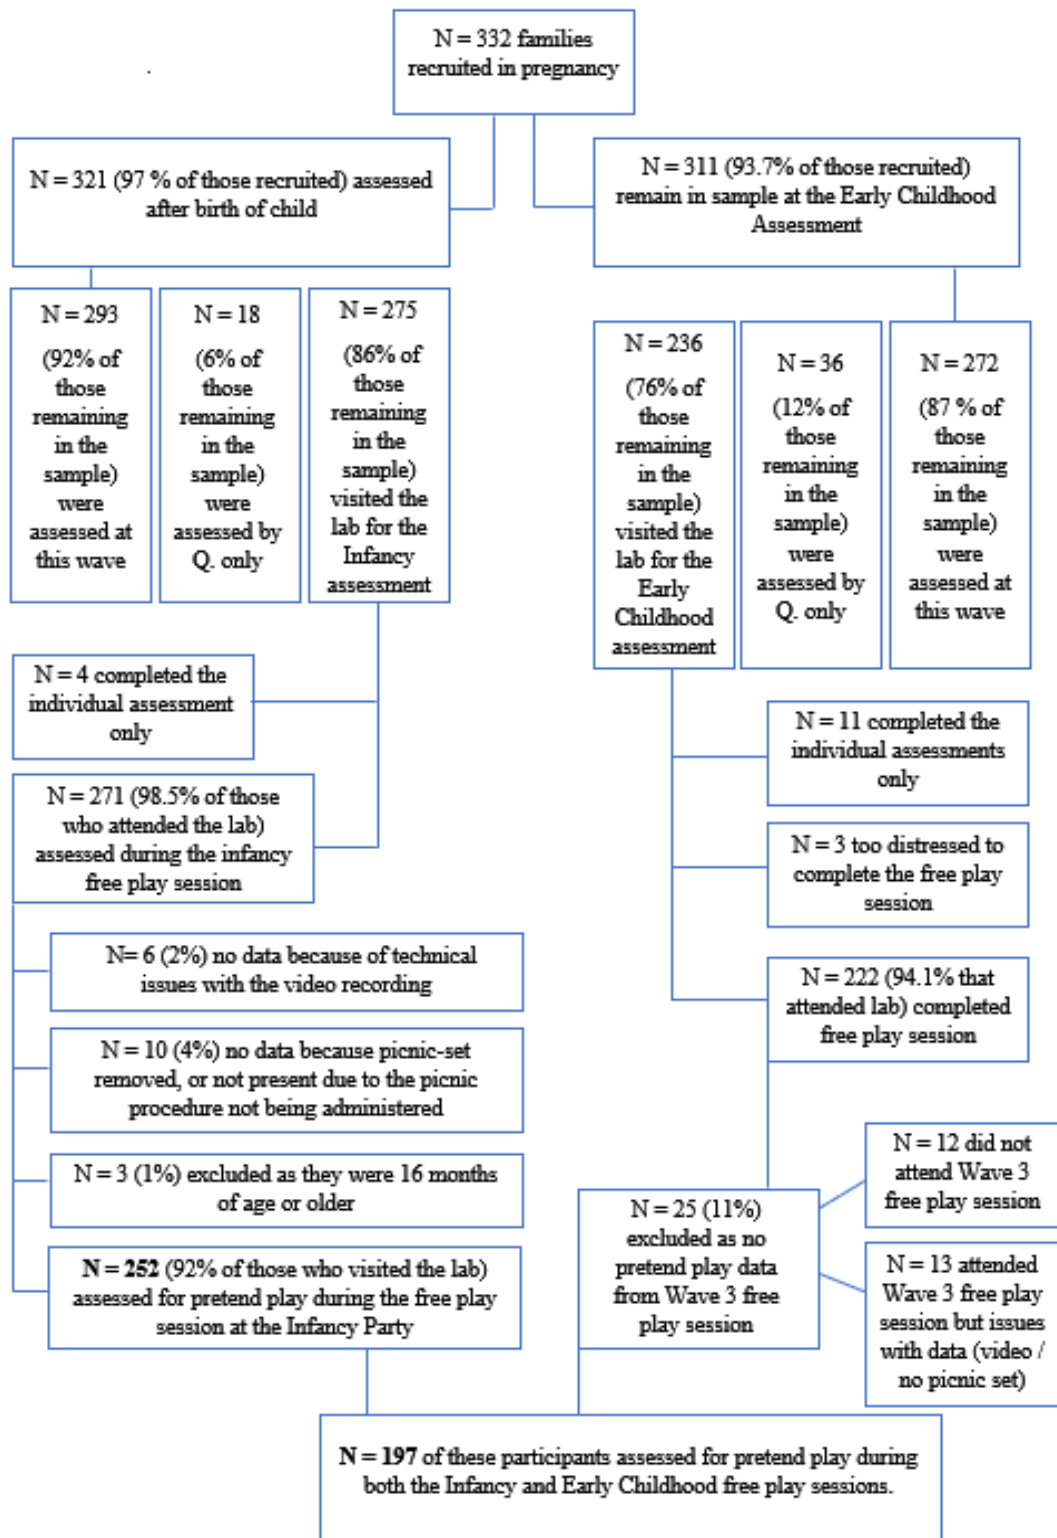 N = 332 families
recruited in pregnancy
N = 321 (97 % of those recruited) assessed
after birth of child
N = 311 (93.7% of those recruited)
remain in sample at the Early Childhood
Assessment
N = 293
(92% of
those
remaining
in the
sample)
were
assessed at
this wave
N = 18
(6% of
those
remaining
in the
sample)
were
assessed by
Q. only
N = 275
(86% of
those
remaining
in the
sample)
visited the
lab for the
Infancy
assessment
N = 236
(76% of
those
remaining
in the
sample)
visited the
lab for the
Early
Childhood
assessment
N = 36
(12% of
those
remaining
in the
sample)
were
assessed by
Q. only
N = 272
(87 % of
those
remaining
in the
sample)
were
assessed at
this wave
N = 4 completed the
individual assessment
only
N = 271 (98.5% of those
who attended the lab)
assessed during the infancy
free play session
N= 6 (2%) no data because of technical
issues with the video recording
N = 10 (4%) no data because picnic-set
removed, or not present due to the picnic
procedure not being administered
N = 3 (1%) excluded as they were 16 months
of age or older
N = 252 (92% of those who visited the lab)
assessed for pretend play during the free play
session at the Infancy Party
N = 11 completed the
individual assessments
only
N = 3 too distressed to
complete the free play
session
N = 222 (94.1% that
attended lab) completed
free play session
N = 25 (11%)
excluded as no
pretend play data
from Wave 3 free
play session
N = 12 did not
attend Wave 3
free play session
N = 13 attended
Wave 3 free play
session but issues
with data (video /
no picnic set)
N = 197 of these participants assessed for pretend play during
both the Infancy and Early Childhood free play sessions.